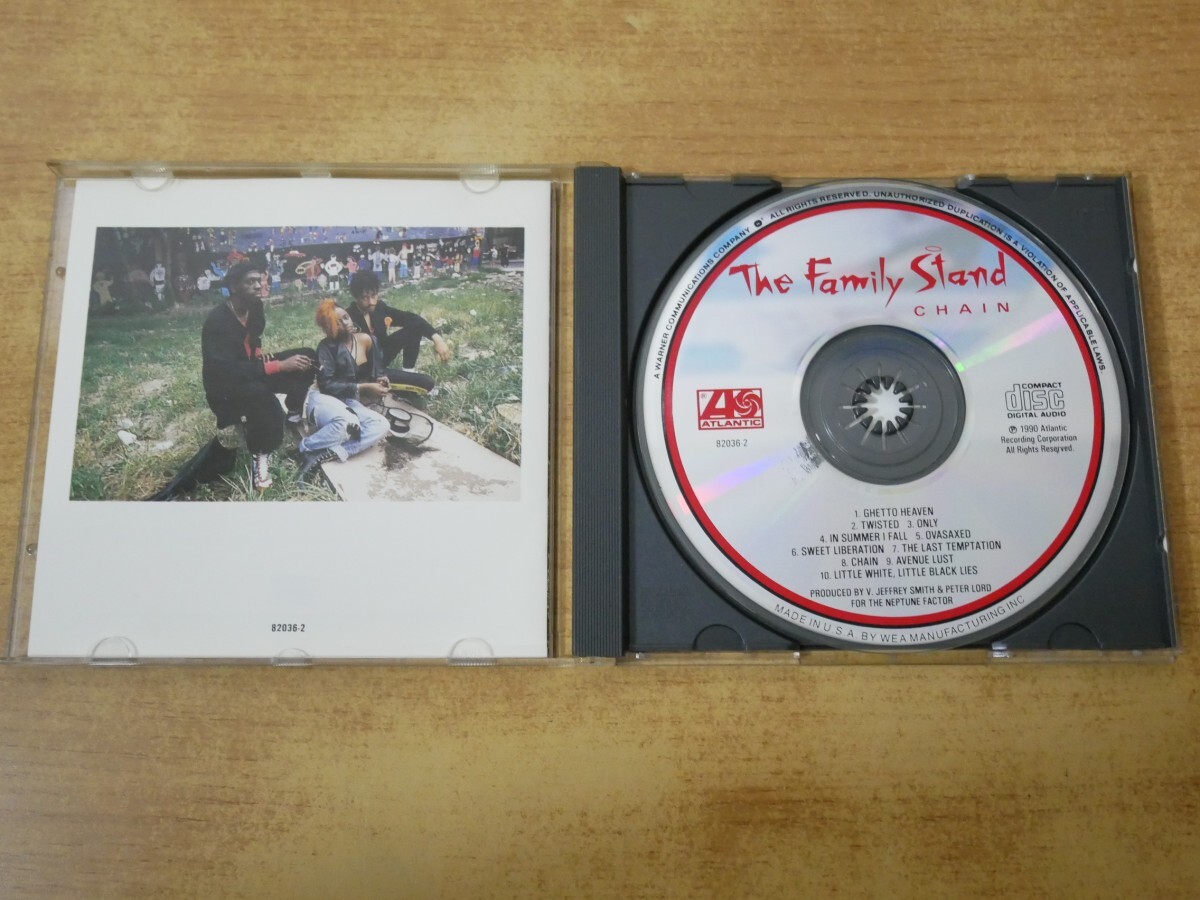 82036-2
A WARNER COMMUNICATIONS COMPANY ALL RIGHTS RESERVED. UNAUTHORIZED DUPLICATION IS A VIOLATION OF APPLICABLE LAWS.
The Family Stand
CHAIN
ATLANTIC
82036-2
COMPACT
disc
DIGITAL AUDIO
℗ 1990 Atlantic
Recording Corporation
All Rights Reserved.
1. GHETTO HEAVEN
2. TWISTED 3. ONLY
4. IN SUMMER I FALL 5. OVASAXED
6. SWEET LIBERATION 7. THE LAST TEMPTATION
8. CHAIN 9. AVENUE LUST
10. LITTLE WHITE, LITTLE BLACK LIES
PRODUCED BY V. JEFFREY SMITH & PETER LORD
FOR THE NEPTUNE FACTOR
MADE IN U.S.A. BY WEA MANUFACTURING INC